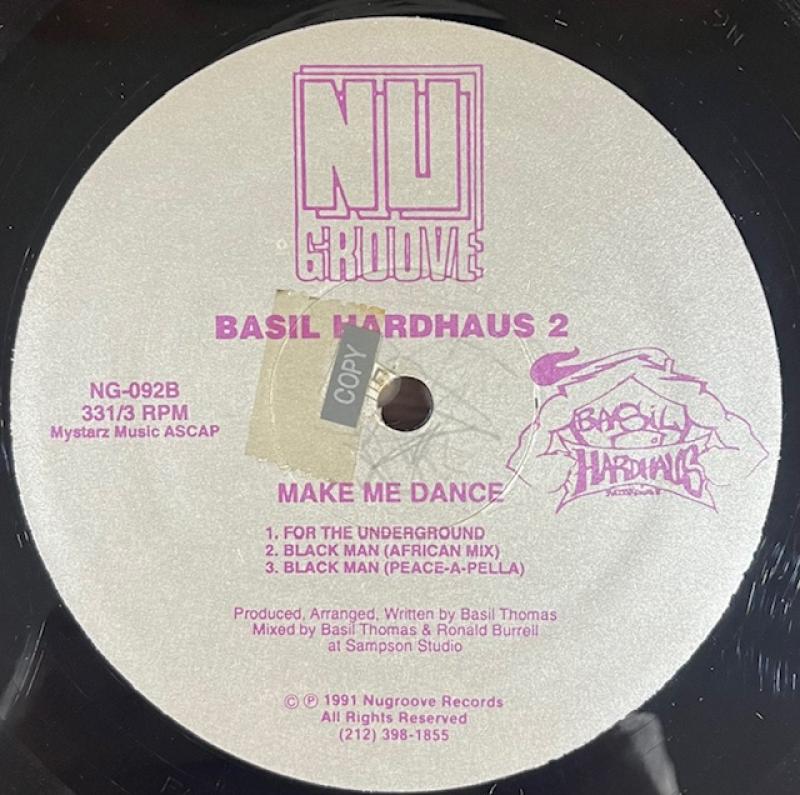 NU
GROOVE
BASIL HARDHAUS 2
COPY
NG-092B
331/3 RPM
Mystarz Music ASCAP
BASIL
HARDHAUS
MAKE ME DANCE
1. FOR THE UNDERGROUND
2. BLACK MAN (AFRICAN MIX)
3. BLACK MAN (PEACE-A-PELLA)
Produced, Arranged, Written by Basil Thomas
Mixed by Basil Thomas & Ronald Burrell
at Sampson Studio
© ℗ 1991 Nugroove Records
All Rights Reserved
(212) 398-1855